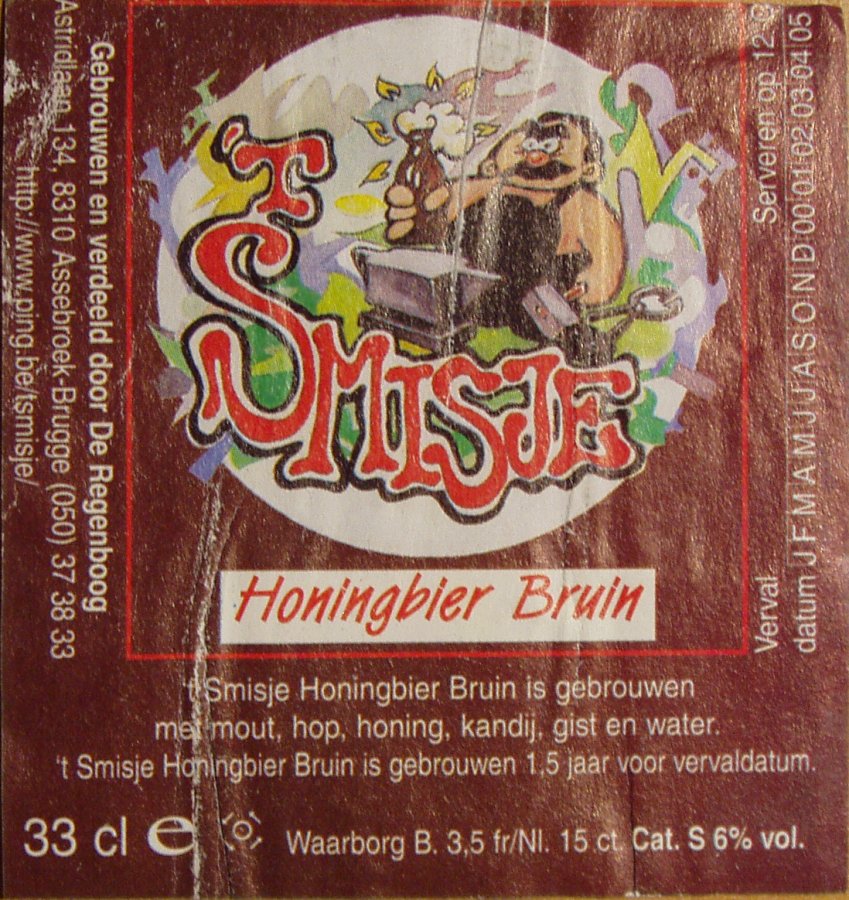 'T
SMISJE
Honingbier Bruin
't Smisje Honingbier Bruin is gebrouwen
met mout, hop, honing, kandij, gist en water.
't Smisje Honingbier Bruin is gebrouwen 1.5 jaar voor vervaldatum.
33 cl e
Waarborg B. 3,5 fr/Nl. 15 ct. Cat. S 6% vol.
Gebrouwen en verdeeld door De Regenboog
Astridlaan 134, 8310 Assebroek-Brugge (050) 37 38 33
http://www.ping.be/tsmisje/
Verval Serveren op 12
datum J F M A M J J A S O N D 00 01 02 03 04 05